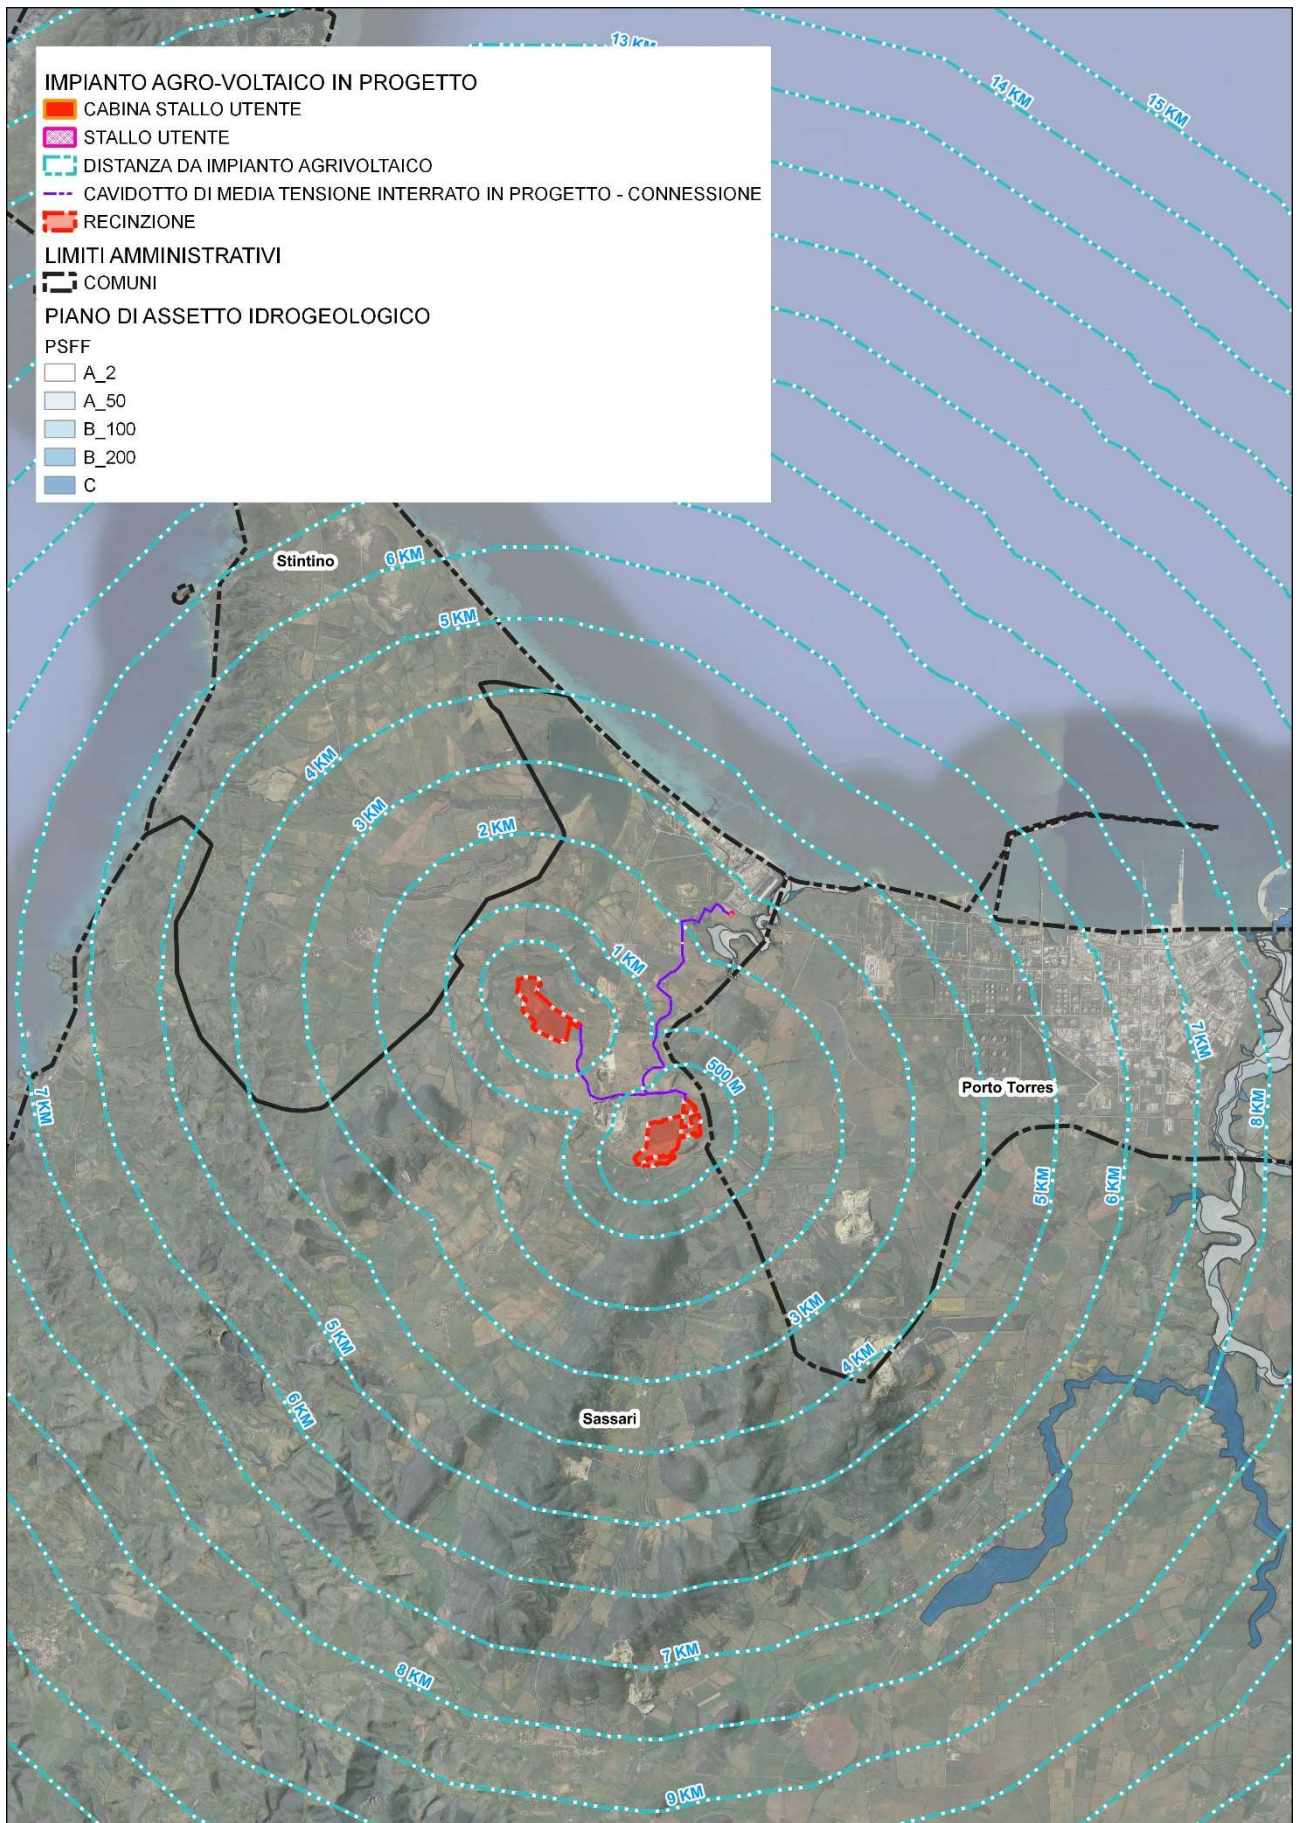 13 KM
14 KM
15 KM
IMPIANTO AGRO-VOLTAICO IN PROGETTO
CABINA STALLO UTENTE
STALLO UTENTE
DISTANZA DA IMPIANTO AGRIVOLTAICO
CAVIDOTTO DI MEDIA TENSIONE INTERRATO IN PROGETTO - CONNESSIONE
RECINZIONE
LIMITI AMMINISTRATIVI
COMUNI
PIANO DI ASSETTO IDROGEOLOGICO
PSFF
A_2
A_50
B_100
B_200
C
Stintino
6 KM
5 KM
4 KM
3 KM
2 KM
1 KM
500 M
7 KM
Porto Torres
7 KM
8 KM
5 KM
6 KM
3 KM
4 KM
5 KM
6 KM
Sassari
7 KM
8 KM
9 KM